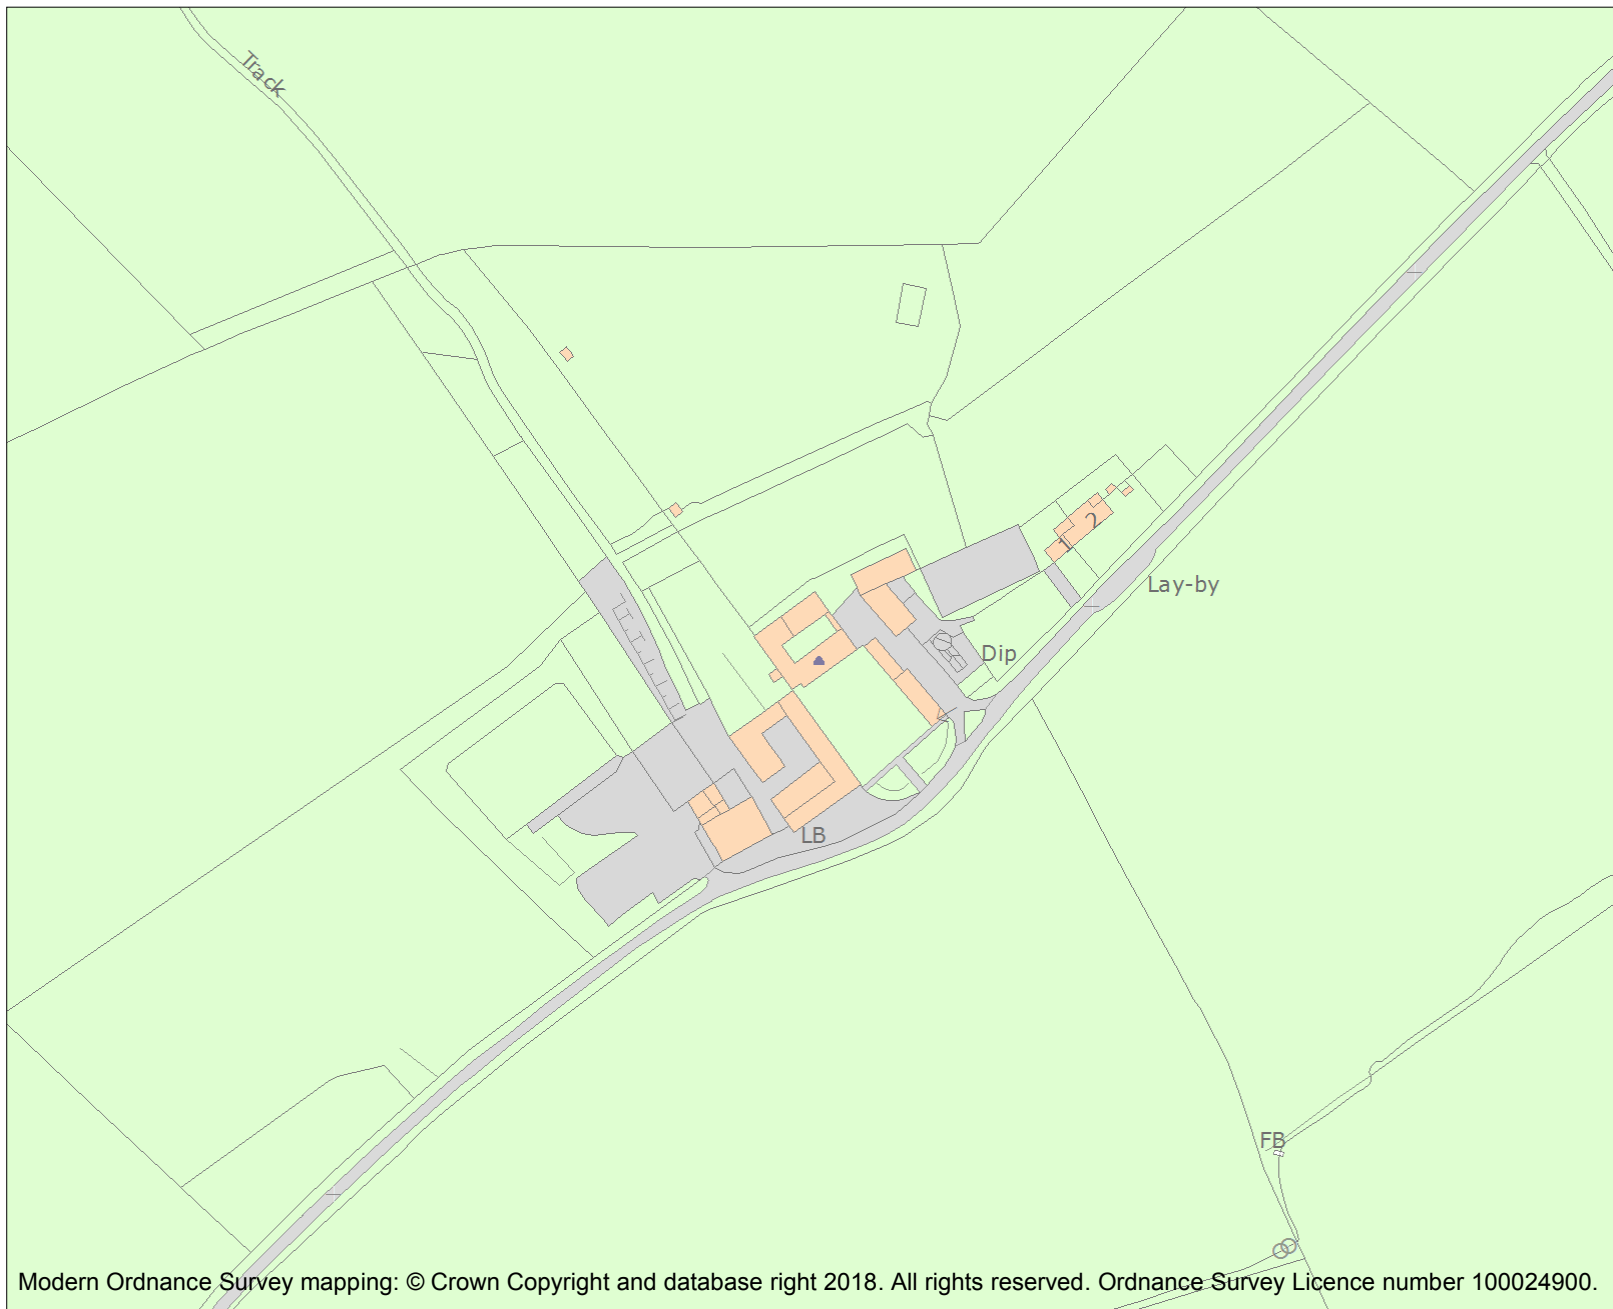 Track
2
1
Lay-by
Dip
LB
FB
Modern Ordnance Survey mapping: © Crown Copyright and database right 2018. All rights reserved. Ordnance Survey Licence number 100024900.